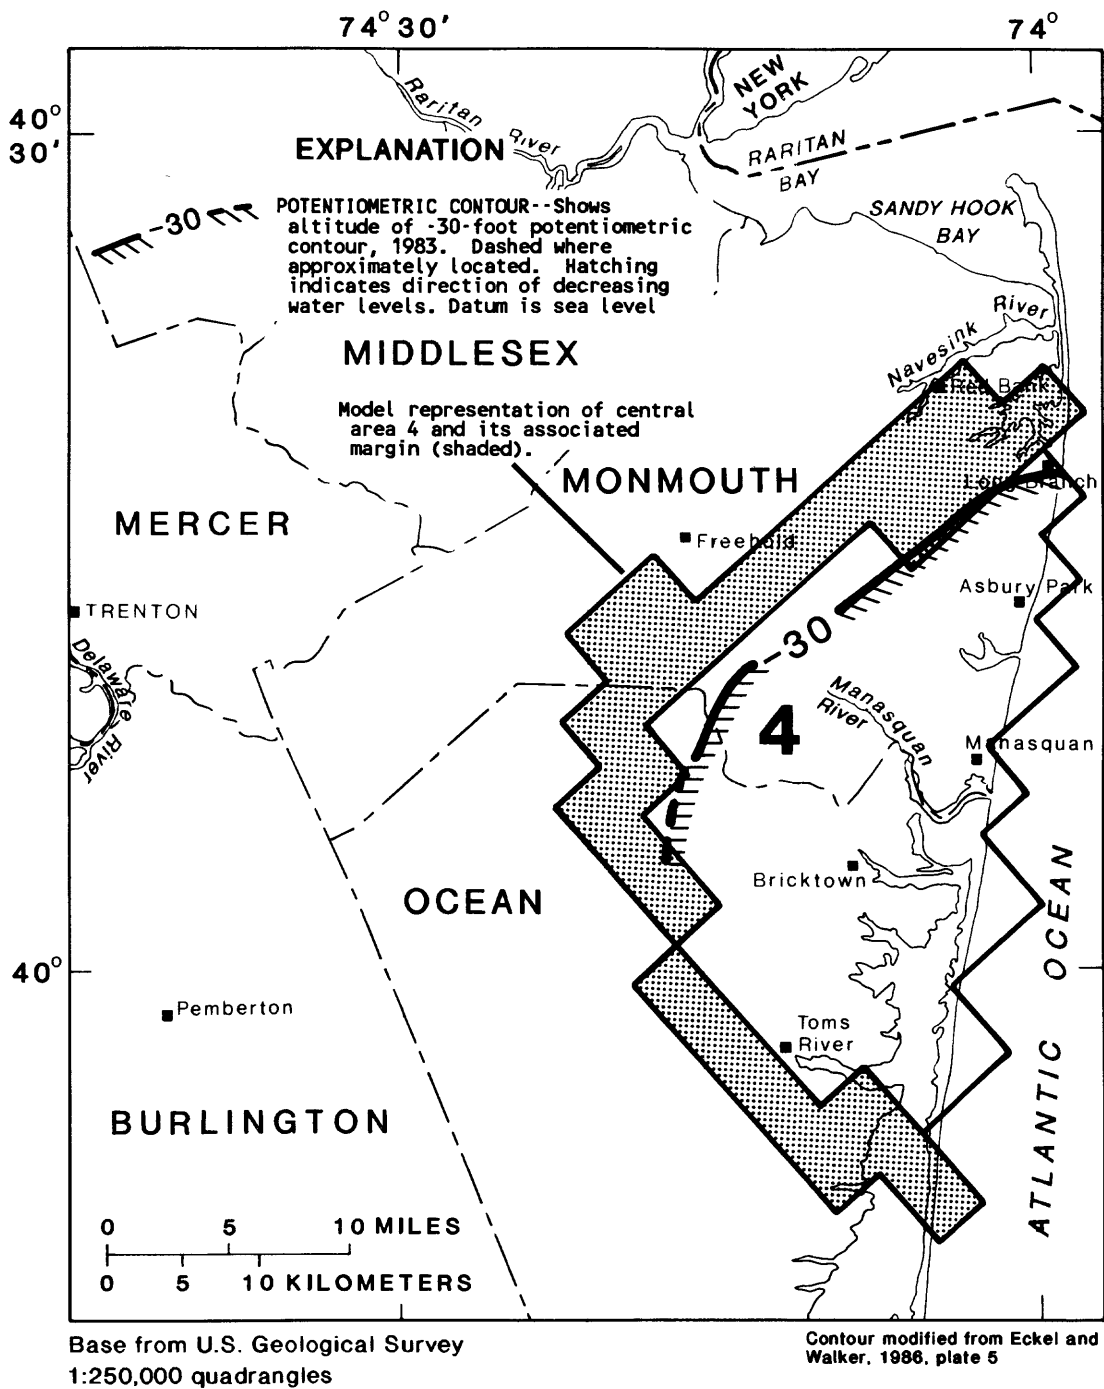 74° 30′
74°
40°
30′
Raritan
River
NEW
YORK
EXPLANATION
RARITAN
BAY
-30
POTENTIOMETRIC CONTOUR--Shows
altitude of -30-foot potentiometric
contour, 1983. Dashed where
approximately located. Hatching
indicates direction of decreasing
water levels. Datum is sea level
SANDY HOOK
BAY
Navesink
River
MIDDLESEX
Red Bank
Model representation of central
area 4 and its associated
margin (shaded).
MONMOUTH
Long Branch
MERCER
Freehold
Asbury Park
TRENTON
-30
Delaware
River
Manasquan
River
4
Manasquan
OCEAN
Bricktown
40°
Pemberton
Toms
River
ATLANTIC OCEAN
BURLINGTON
0 5 10 MILES
0 5 10 KILOMETERS
Base from U.S. Geological Survey
1:250,000 quadrangles
Contour modified from Eckel and
Walker, 1986, plate 5